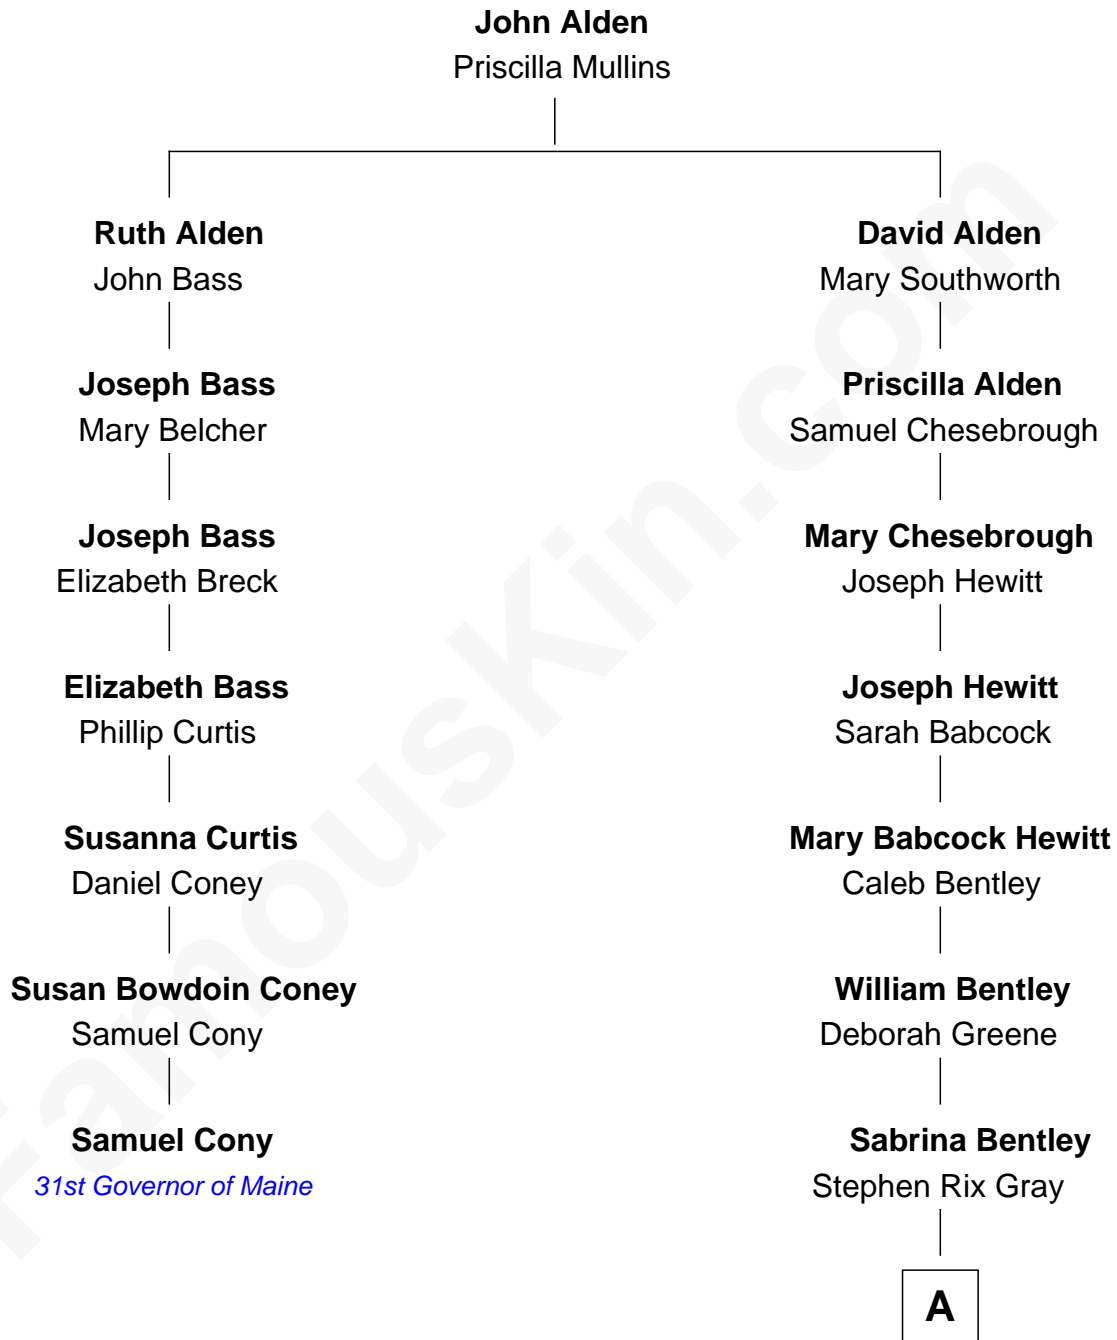 John Alden
Priscilla Mullins
Ruth Alden
John Bass
David Alden
Mary Southworth
Joseph Bass
Mary Belcher
Priscilla Alden
Samuel Chesebrough
Joseph Bass
Elizabeth Breck
Mary Chesebrough
Joseph Hewitt
Elizabeth Bass
Phillip Curtis
Joseph Hewitt
Sarah Babcock
Susanna Curtis
Daniel Coney
Mary Babcock Hewitt
Caleb Bentley
Susan Bowdoin Coney
Samuel Cony
William Bentley
Deborah Greene
Samuel Cony
31st Governor of Maine
Sabrina Bentley
Stephen Rix Gray
A
FamousKin.com